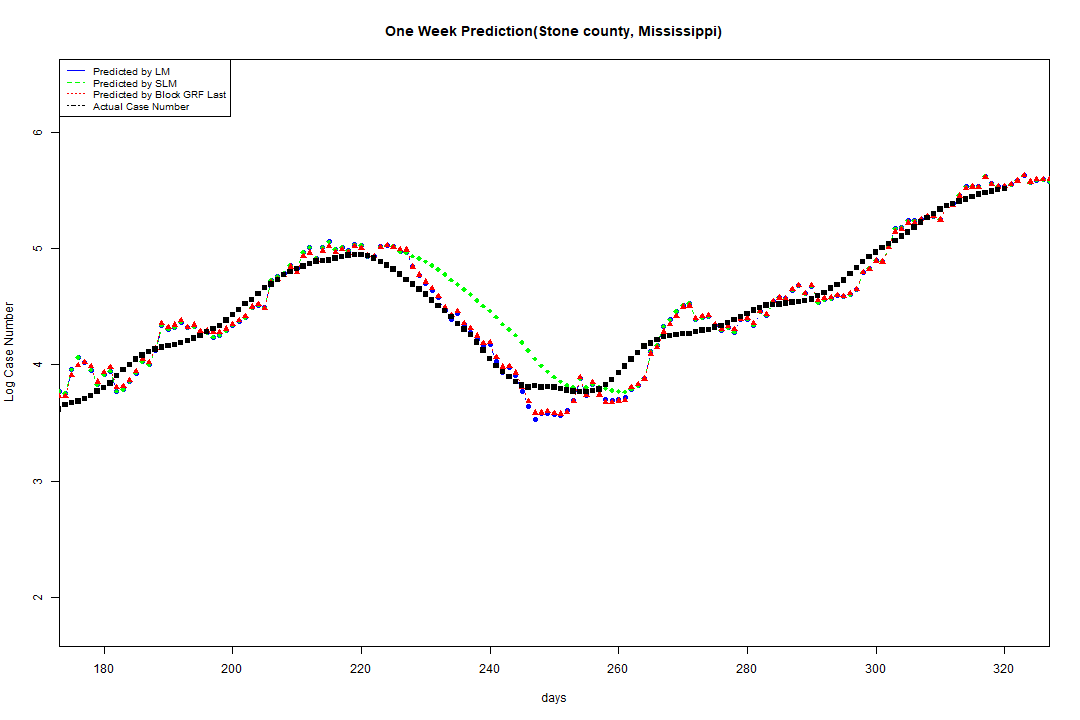 One Week Prediction(Stone county, Mississippi)
Predicted by LM
Predicted by SLM
Predicted by Block GRF Last
Actual Case Number
Log Case Number
6
5
4
3
2
180 200 220 240 260 280 300 320
days